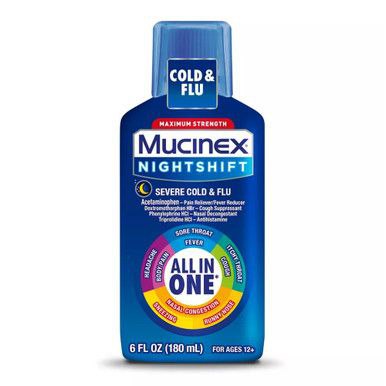 COLD &
FLU
MAXIMUM STRENGTH
Mucinex®
NIGHTSHIFT
SEVERE COLD & FLU
Acetaminophen – Pain Reliever/Fever Reducer
Dextromethorphan HBr – Cough Suppressant
Phenylephrine HCl – Nasal Decongestant
Triprolidine HCl – Antihistamine
SORE THROAT
FEVER
HEADACHE
BODY PAIN
ITCHY THROAT
COUGH
ALL IN
ONE*
NASAL CONGESTION
SNEEZING
RUNNY NOSE
6 FL OZ (180 mL)
FOR AGES 12+